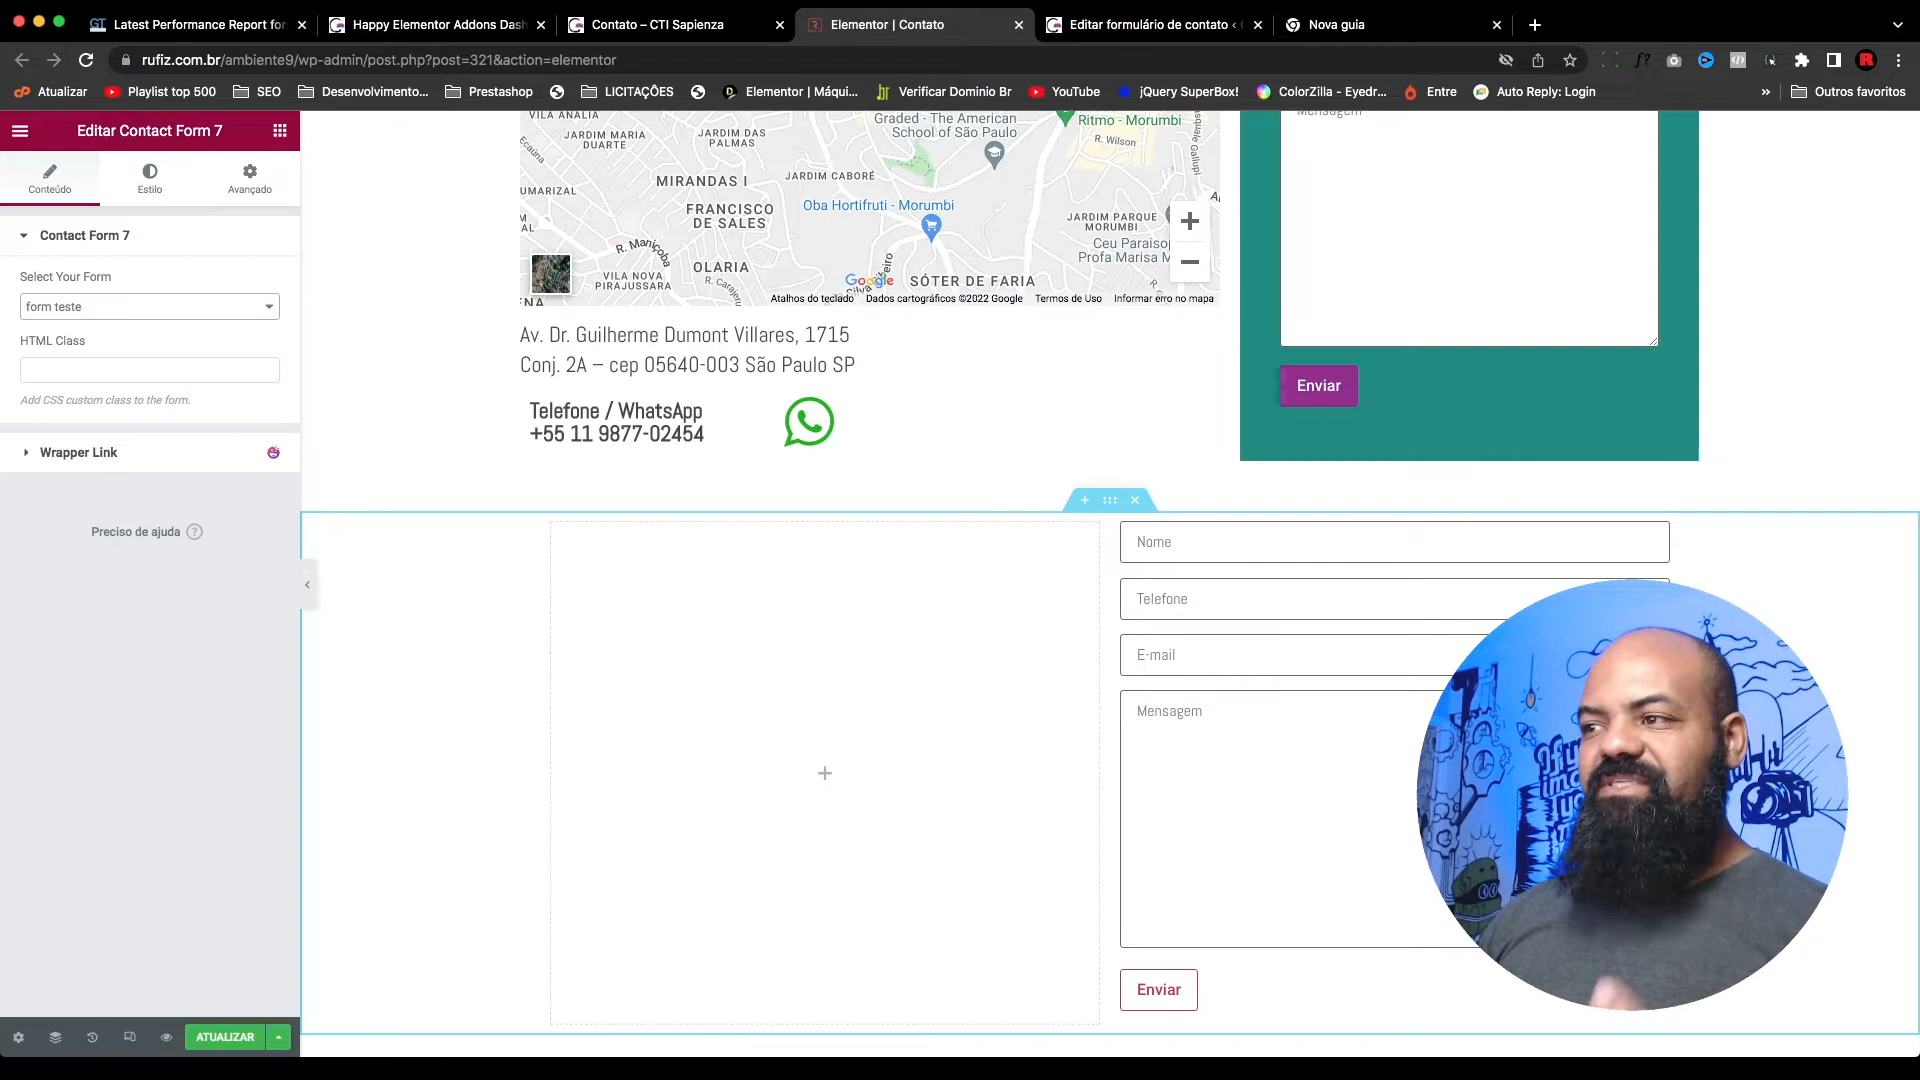 Latest Performance Report for
Happy Elementor Addons Dash
Contato – CTI Sapienza
Elementor | Contato
Editar formulário de contato ‹
Nova guia
rufiz.com.br/ambiente9/wp-admin/post.php?post=321&action=elementor
Atualizar
Playlist top 500
SEO
Desenvolvimento...
Prestashop
LICITAÇÕES
Elementor | Máqui...
Verificar Dominio Br
YouTube
jQuery SuperBox!
ColorZilla - Eyedr...
Entre
Auto Reply: Login
»
Outros favoritos
Editar Contact Form 7
Conteúdo
Estilo
Avançado
Contact Form 7
Select Your Form
form teste
HTML Class
Add CSS custom class to the form.
Wrapper Link
Preciso de ajuda
ATUALIZAR
VILA ANALIA
JARDIM MARIA
DUARTE
JARDIM DAS
PALMAS
Graded - The American
School of São Paulo
Ritmo - Morumbi
R. Wilson
UMARIZAL
MIRANDAS I
JARDIM CABORÉ
FRANCISCO
DE SALES
Oba Hortifruti - Morumbi
JARDIM PARQUE
MORUMBI
R. Maniçoba
OLARIA
Ceu Paraisop
Profa Marisa M
VILA NOVA
PIRAJUSSARA
SÓTER DE FARIA
Google
Atalhos do teclado
Dados cartográficos ©2022 Google
Termos de Uso
Informar erro no mapa
Av. Dr. Guilherme Dumont Villares, 1715
Conj. 2A – cep 05640-003 São Paulo SP
Telefone / WhatsApp
+55 11 9877-02454
Mensagem
Enviar
Nome
Telefone
E-mail
Mensagem
Enviar